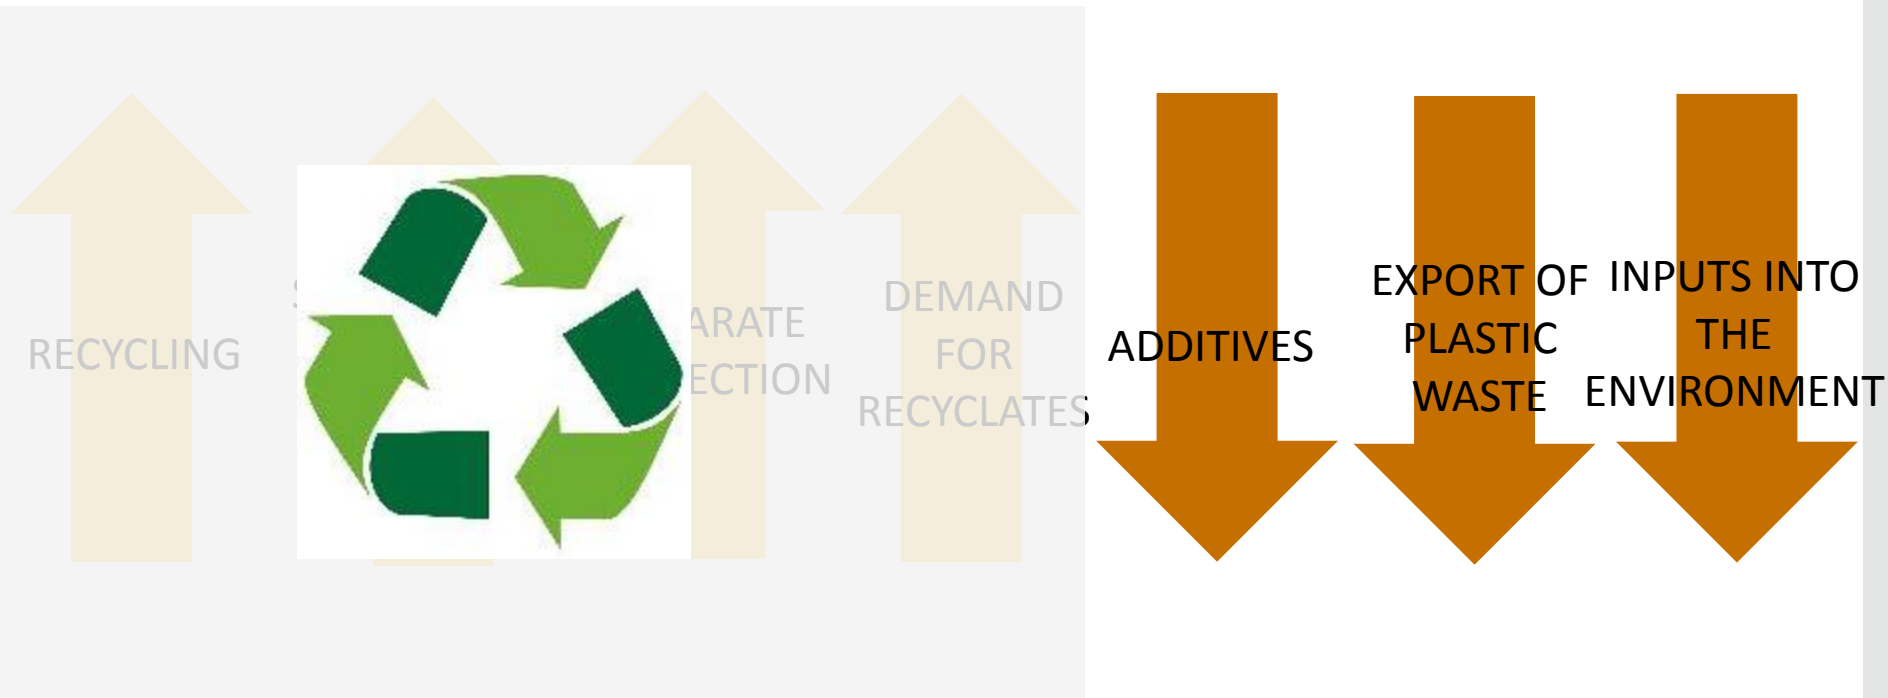 RECYCLING
DEMAND
FOR
RECYCLATES
ADDITIVES
EXPORT OF
PLASTIC
WASTE
INPUTS INTO
THE
ENVIRONMENT